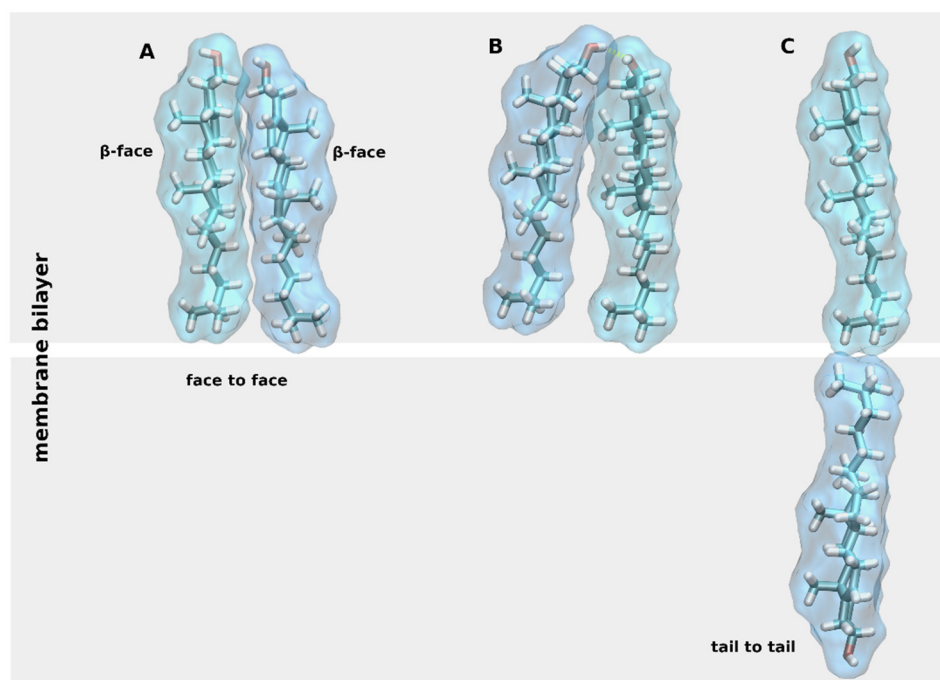 A
B
C
β-face
β-face
membrane bilayer
face to face
tail to tail